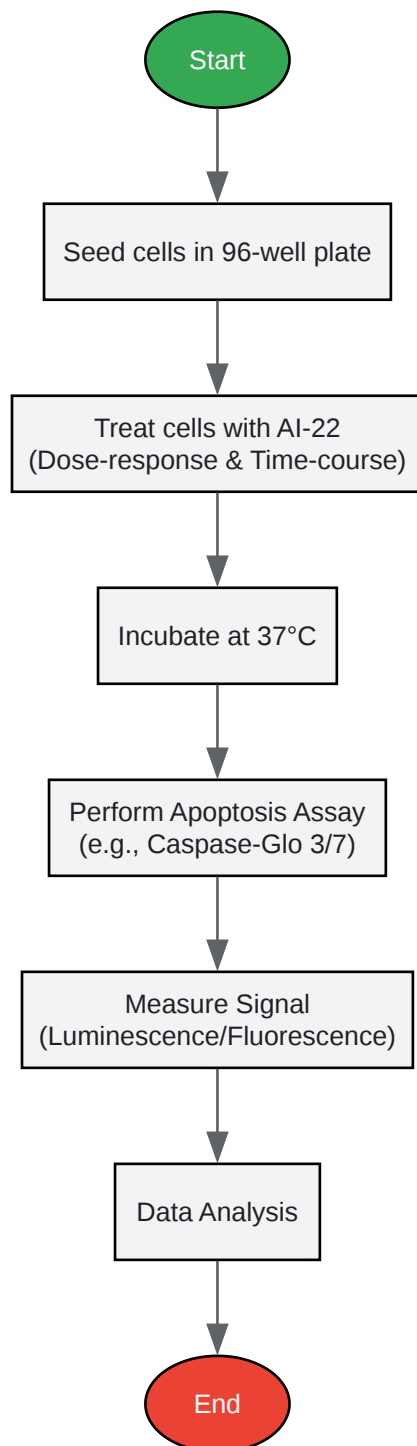 Start
Seed cells in 96-well plate
Treat cells with AI-22
(Dose-response & Time-course)
Incubate at 37°C
Perform Apoptosis Assay
(e.g., Caspase-Glo 3/7)
Measure Signal
(Luminescence/Fluorescence)
Data Analysis
End